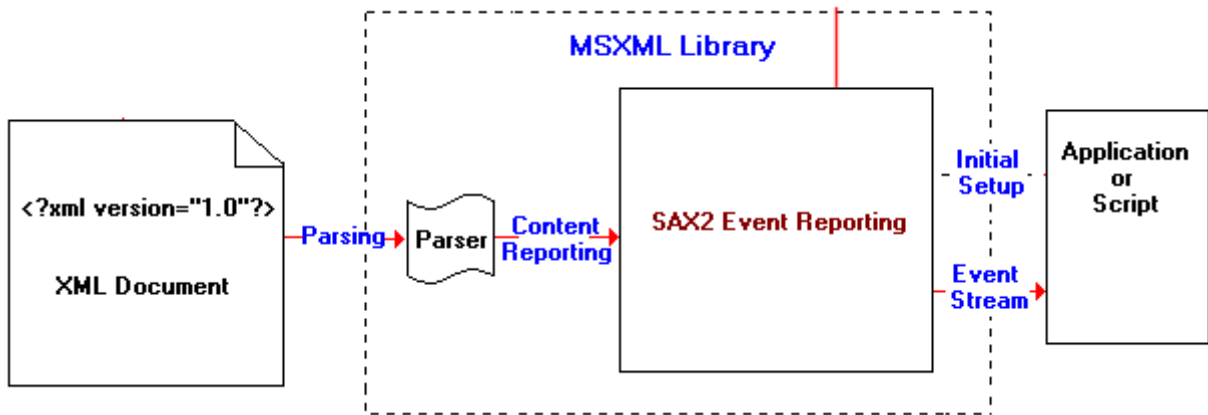 MSXML Library
<?xml version="1.0"?>
XML Document
Parsing
Parser
Content
Reporting
SAX2 Event Reporting
Initial
Setup
Event
Stream
Application
or
Script